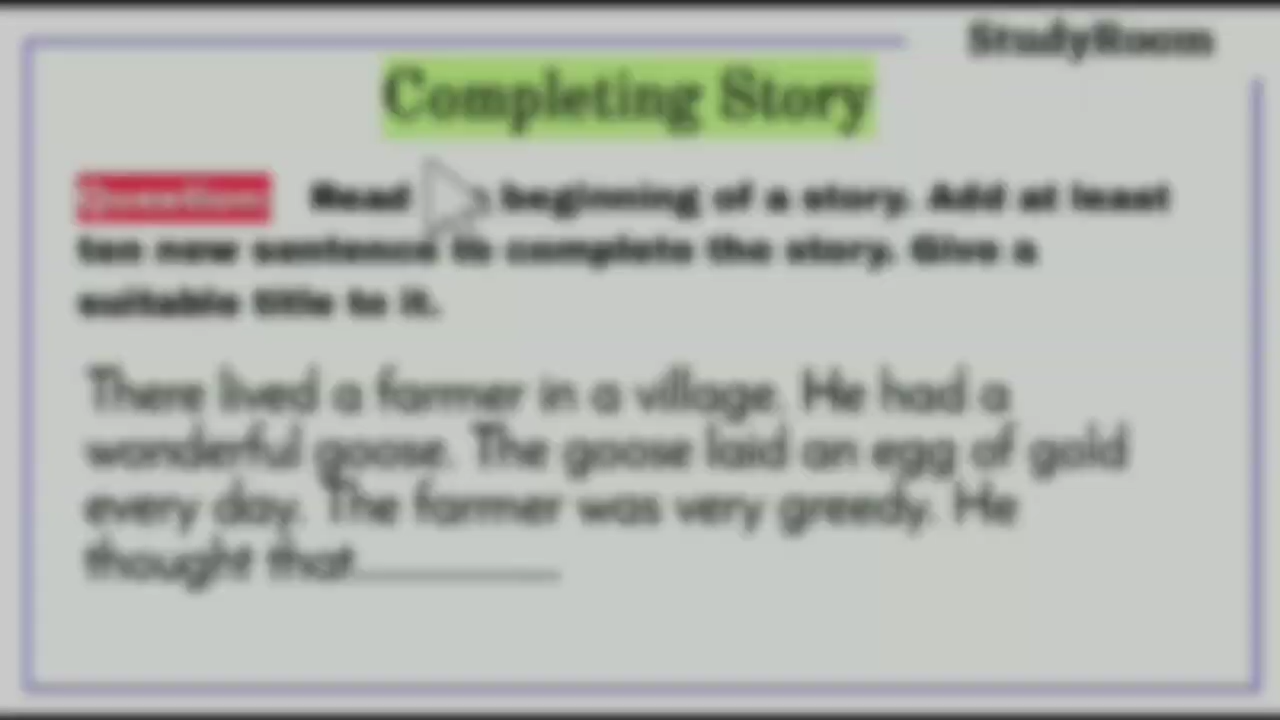 StudyRoom
Completing Story
Question Read beginning of a story. Add at least
ten new sentence to complete the story. Give a
suitable title to it.
There lived a farmer in a village. He had a
wonderful goose. The goose laid an egg of gold
every day. The farmer was very greedy. He
thought that..................